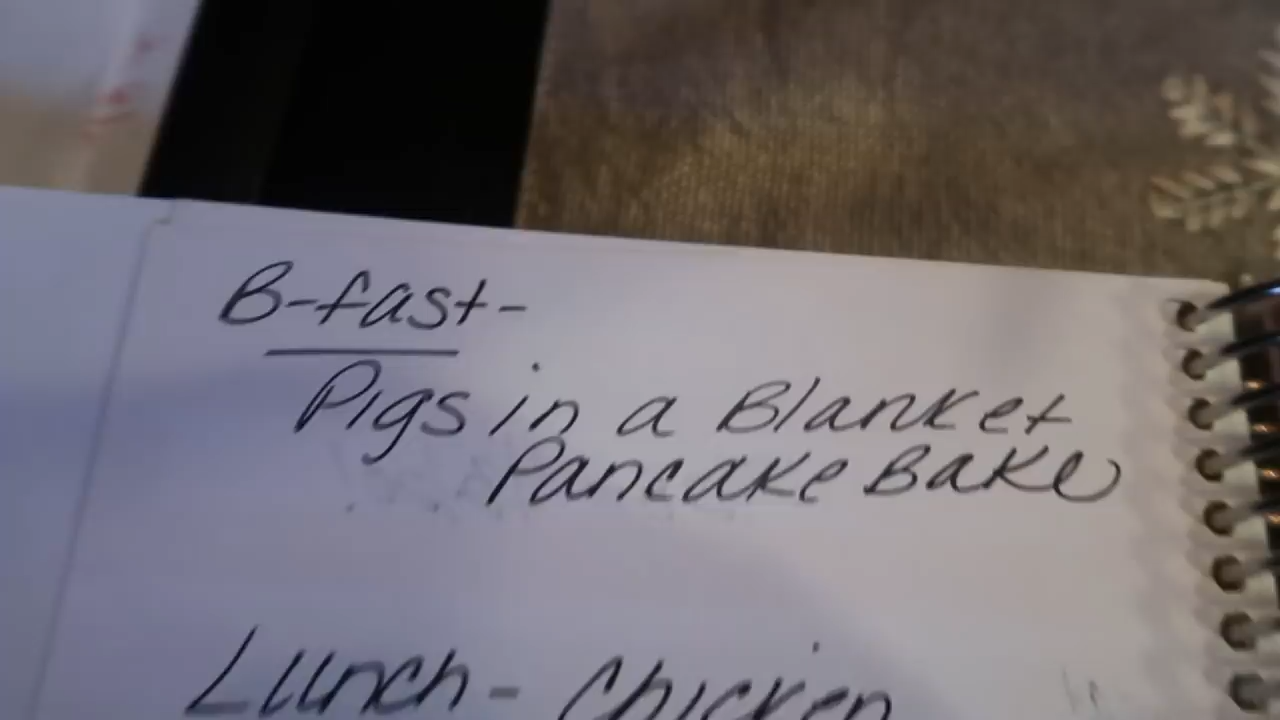 B-fast-
Pigs in a Blanket
Pancake Bake
Lunch - Chicken